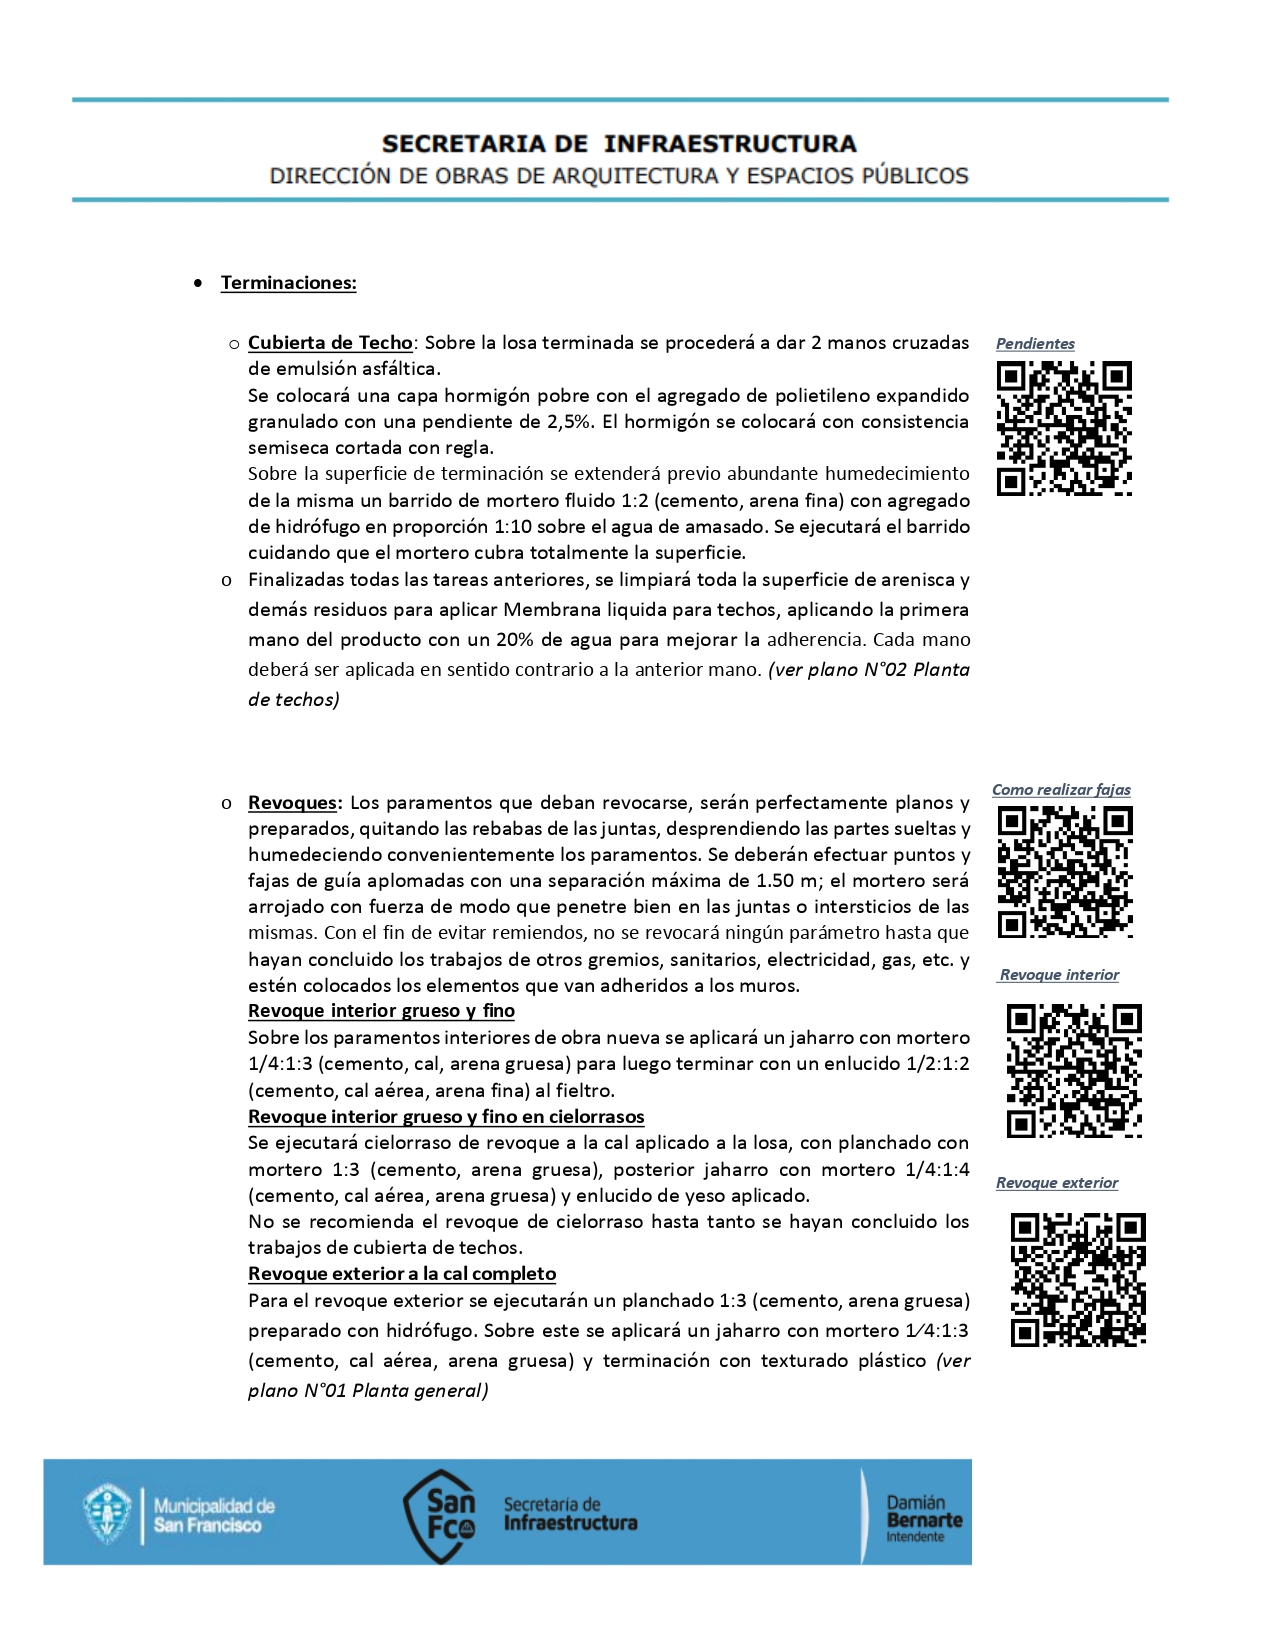 SECRETARIA DE  INFRAESTRUCTURA
DIRECCIÓN DE OBRAS DE ARQUITECTURA Y ESPACIOS PÚBLICOS
• Terminaciones:
o Cubierta de Techo: Sobre la losa terminada se procederá a dar 2 manos cruzadas
de emulsión asfáltica.
Se colocará una capa hormigón pobre con el agregado de polietileno expandido
granulado con una pendiente de 2,5%. El hormigón se colocará con consistencia
semiseca cortada con regla.
Sobre la superficie de terminación se extenderá previo abundante humedecimiento
de la misma un barrido de mortero fluido 1:2 (cemento, arena fina) con agregado
de hidrófugo en proporción 1:10 sobre el agua de amasado. Se ejecutará el barrido
cuidando que el mortero cubra totalmente la superficie.
o Finalizadas todas las tareas anteriores, se limpiará toda la superficie de arenisca y
demás residuos para aplicar Membrana liquida para techos, aplicando la primera
mano del producto con un 20% de agua para mejorar la adherencia. Cada mano
deberá ser aplicada en sentido contrario a la anterior mano. (ver plano N°02 Planta
de techos)
Pendientes
o Revoques: Los paramentos que deban revocarse, serán perfectamente planos y
preparados, quitando las rebabas de las juntas, desprendiendo las partes sueltas y
humedeciendo convenientemente los paramentos. Se deberán efectuar puntos y
fajas de guía aplomadas con una separación máxima de 1.50 m; el mortero será
arrojado con fuerza de modo que penetre bien en las juntas o intersticios de las
mismas. Con el fin de evitar remiendos, no se revocará ningún parámetro hasta que
hayan concluido los trabajos de otros gremios, sanitarios, electricidad, gas, etc. y
estén colocados los elementos que van adheridos a los muros.
Revoque interior grueso y fino
Sobre los paramentos interiores de obra nueva se aplicará un jaharro con mortero
1/4:1:3 (cemento, cal, arena gruesa) para luego terminar con un enlucido 1/2:1:2
(cemento, cal aérea, arena fina) al fieltro.
Revoque interior grueso y fino en cielorrasos
Se ejecutará cielorraso de revoque a la cal aplicado a la losa, con planchado con
mortero 1:3 (cemento, arena gruesa), posterior jaharro con mortero 1/4:1:4
(cemento, cal aérea, arena gruesa) y enlucido de yeso aplicado.
No se recomienda el revoque de cielorraso hasta tanto se hayan concluido los
trabajos de cubierta de techos.
Revoque exterior a la cal completo
Para el revoque exterior se ejecutarán un planchado 1:3 (cemento, arena gruesa)
preparado con hidrófugo. Sobre este se aplicará un jaharro con mortero 1⁄4:1:3
(cemento, cal aérea, arena gruesa) y terminación con texturado plástico (ver
plano N°01 Planta general)
Como realizar fajas
Revoque interior
Revoque exterior
Municipalidad de
San Francisco
San
Fco
Secretaría de
Infraestructura
Damián
Bernarte
Intendente